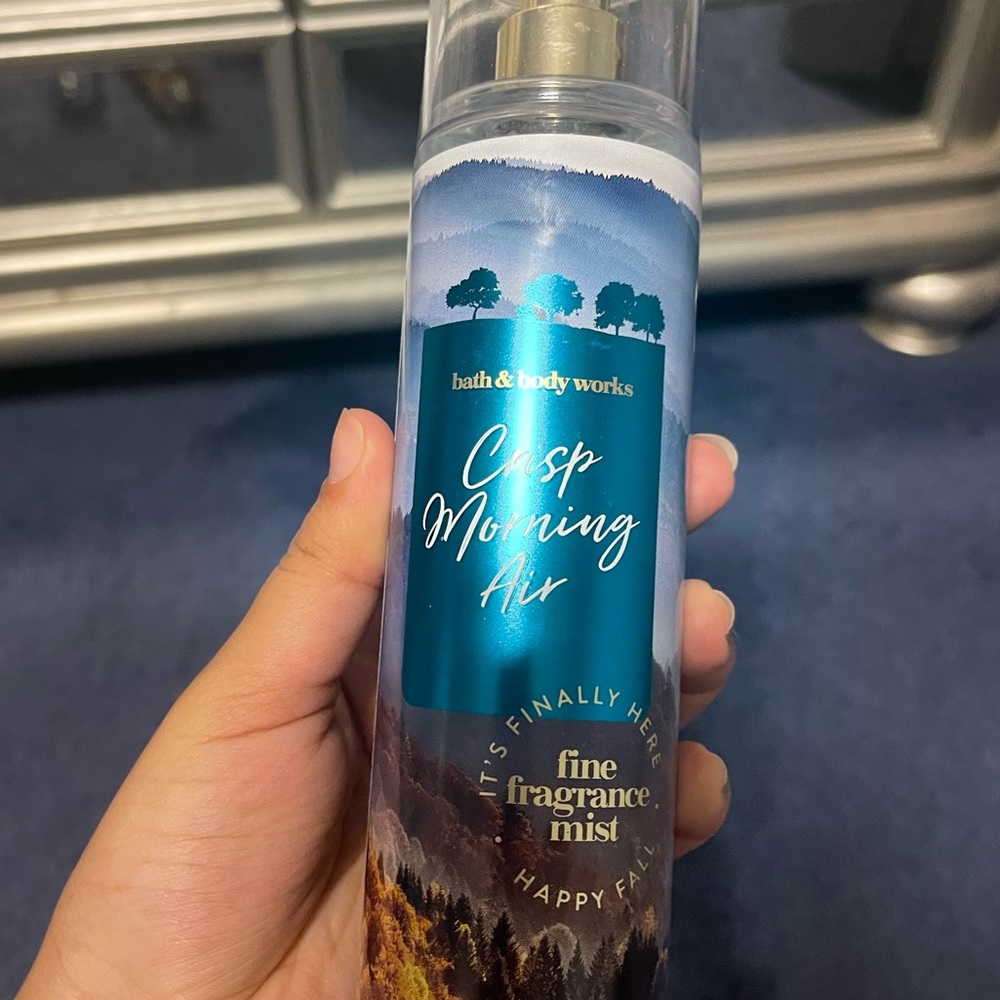 bath & body works
Crisp
Morning
Air
IT'S FINALLY HERE
fine
fragrance
mist
HAPPY FALL